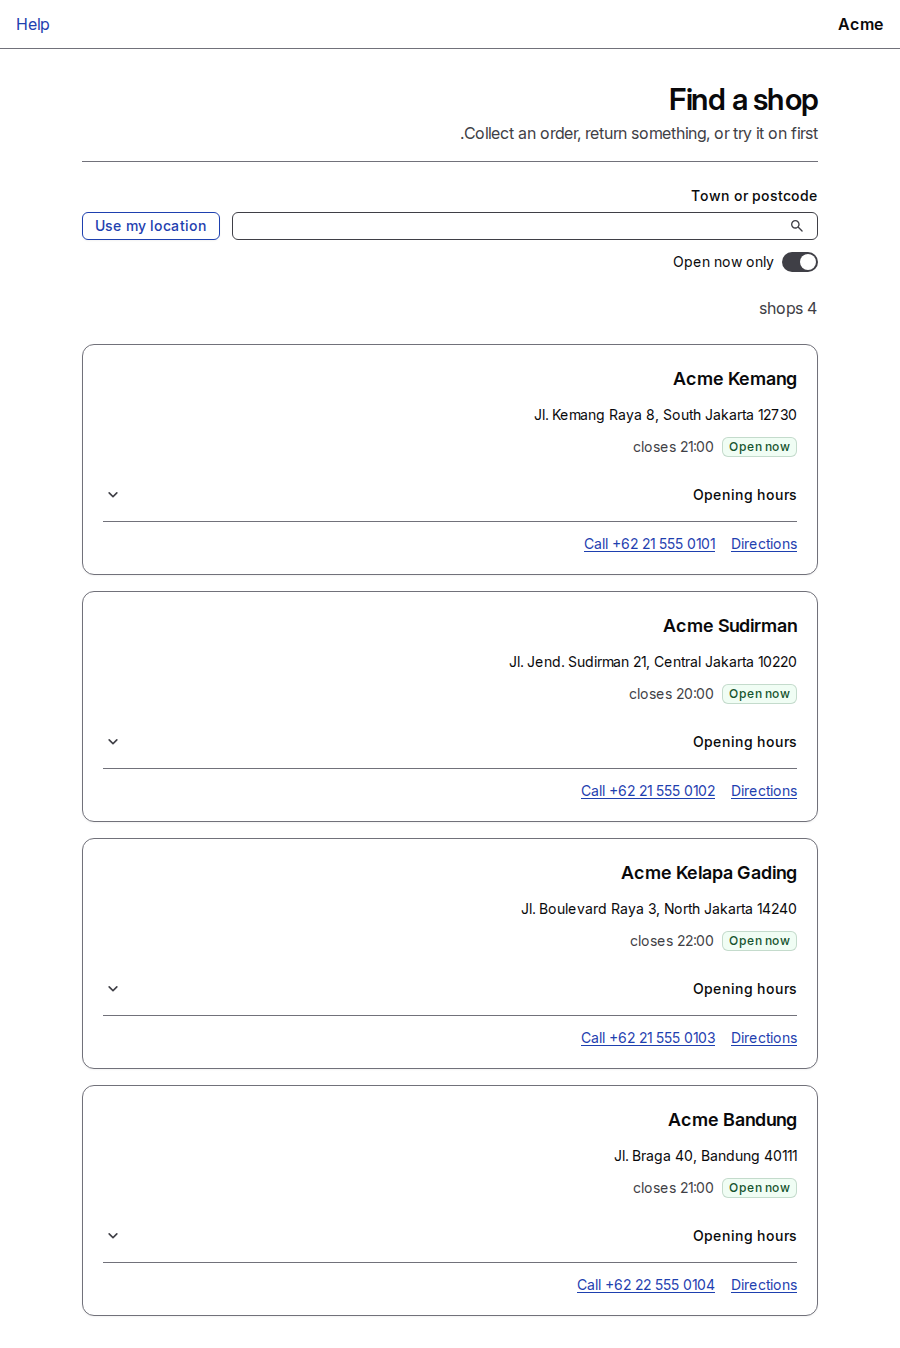 Acme
Help
Find a shop
.Collect an order, return something, or try it on first
Town or postcode
Use my location
Open now only
shops 4
Acme Kemang
Jl. Kemang Raya 8, South Jakarta 12730
Open now closes 21:00
Opening hours
Directions Call +62 21 555 0101
Acme Sudirman
Jl. Jend. Sudirman 21, Central Jakarta 10220
Open now closes 20:00
Opening hours
Directions Call +62 21 555 0102
Acme Kelapa Gading
Jl. Boulevard Raya 3, North Jakarta 14240
Open now closes 22:00
Opening hours
Directions Call +62 21 555 0103
Acme Bandung
Jl. Braga 40, Bandung 40111
Open now closes 21:00
Opening hours
Directions Call +62 22 555 0104